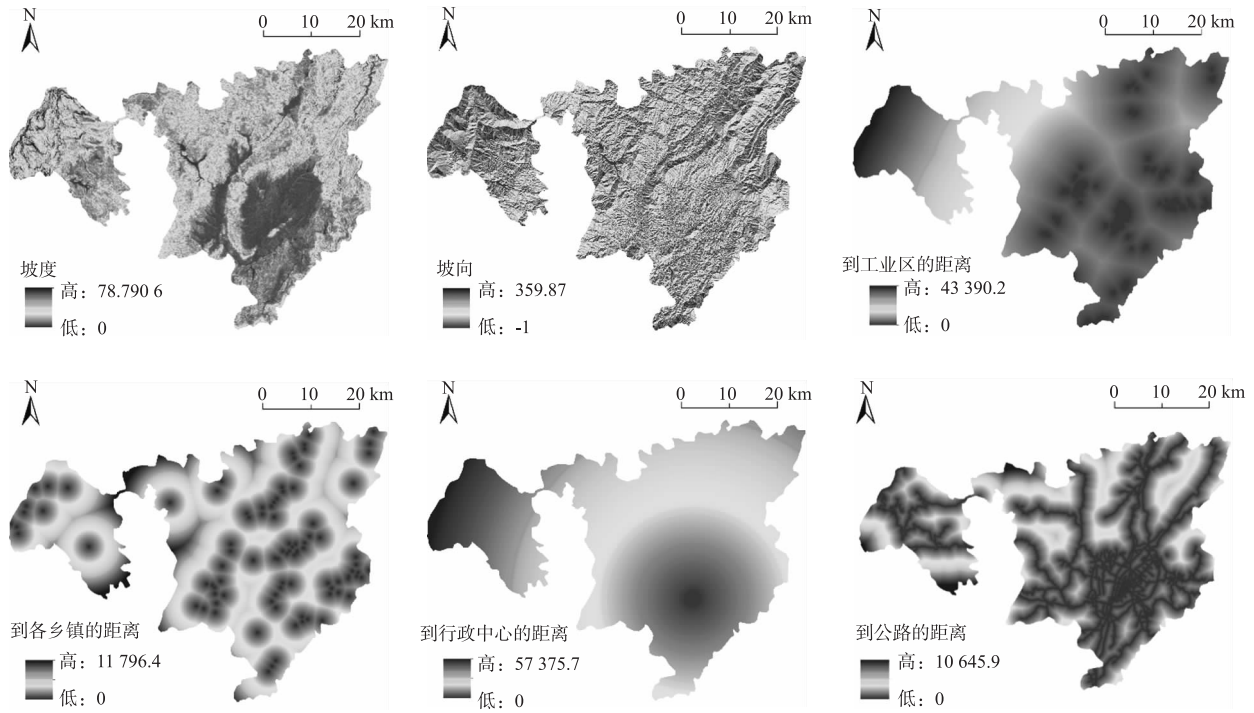 N
0 10 20 km
坡度
高：78.790 6
低：0
N
0 10 20 km
坡向
高：359.87
低：-1
N
0 10 20 km
到工业区的距离
高：43 390.2
低：0
N
0 10 20 km
到各乡镇的距离
高：11 796.4
低：0
N
0 10 20 km
到行政中心的距离
高：57 375.7
低：0
N
0 10 20 km
到公路的距离
高：10 645.9
低：0